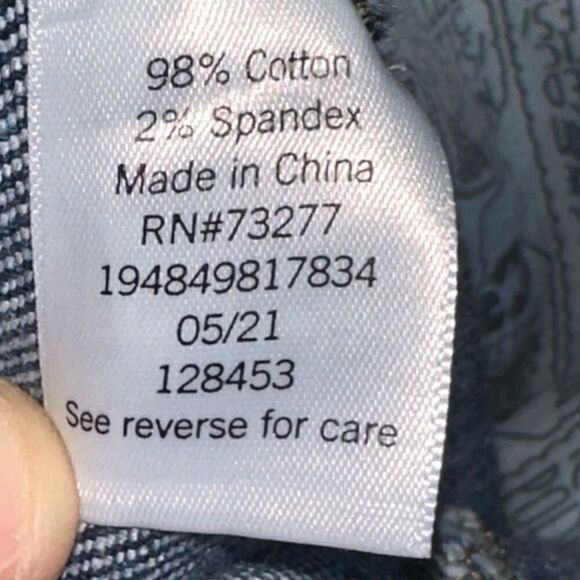 98% Cotton
2% Spandex
Made in China
RN#73277
194849817834
05/21
128453
See reverse for care